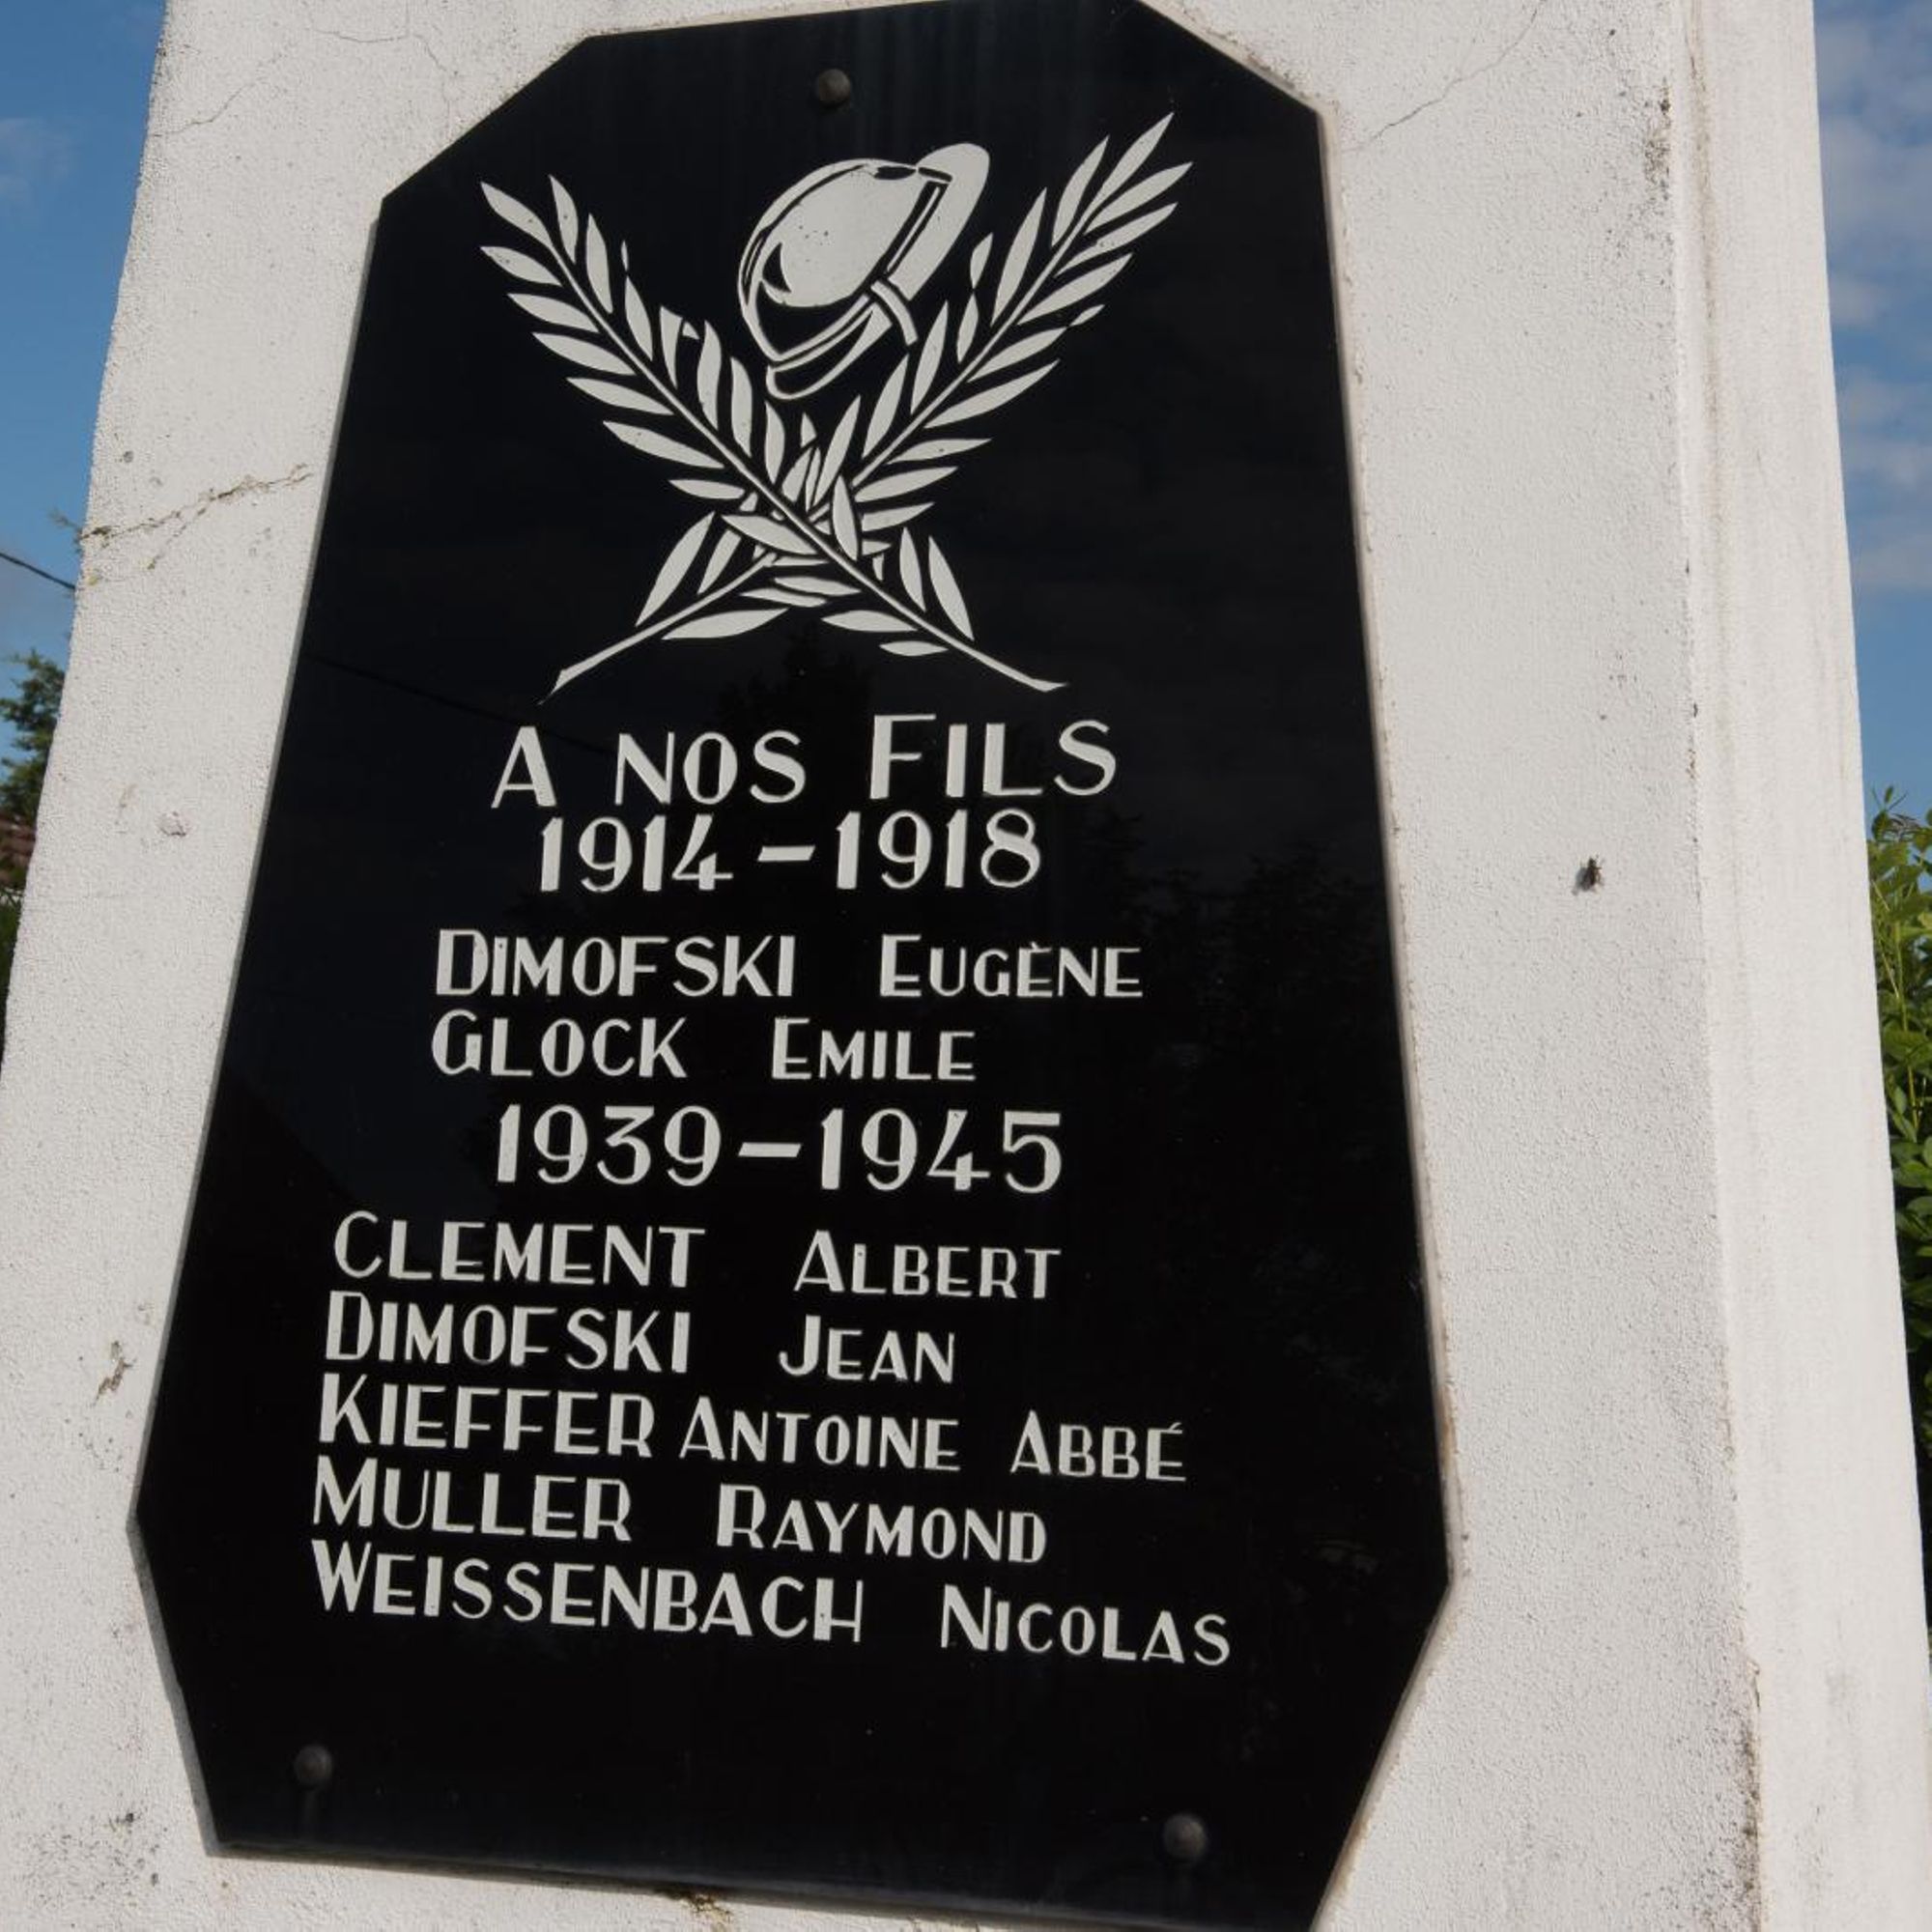 A NOS FILS
1914-1918
DIMOFSKI EUGÈNE
GLOCK EMILE
1939-1945
CLEMENT ALBERT
DIMOFSKI JEAN
KIEFFER ANTOINE ABBÉ
MULLER RAYMOND
WEISSENBACH NICOLAS